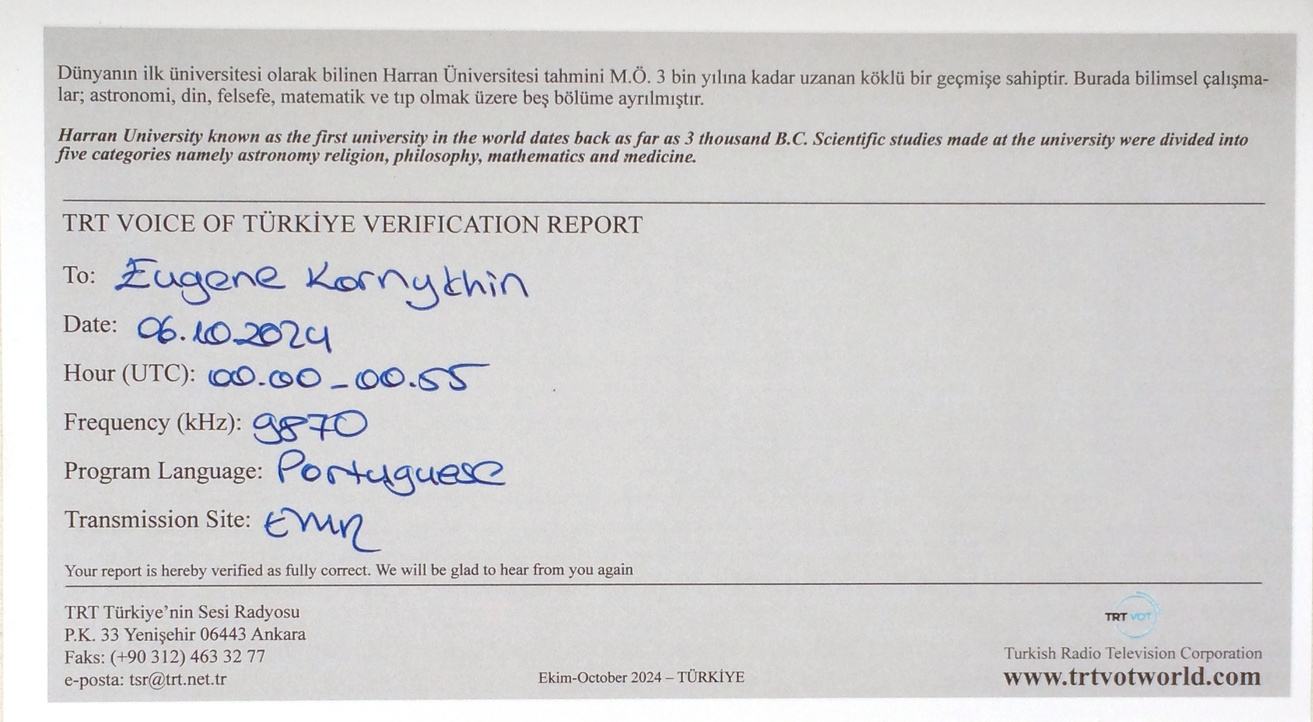 Dünyanın ilk üniversitesi olarak bilinen Harran Üniversitesi tahmini M.Ö. 3 bin yılına kadar uzanan köklü bir geçmişe sahiptir. Burada bilimsel çalışma-
lar; astronomi, din, felsefe, matematik ve tıp olmak üzere beş bölüme ayrılmıştır.
Harran University known as the first university in the world dates back as far as 3 thousand B.C. Scientific studies made at the university were divided into
five categories namely astronomy religion, philosophy, mathematics and medicine.
TRT VOICE OF TÜRKİYE VERIFICATION REPORT
To: Eugene Kornykhin
Date: 06.10.2024
Hour (UTC): 00.00-00.55
Frequency (kHz): 9870
Program Language: Portuguese
Transmission Site: EMR
Your report is hereby verified as fully correct. We will be glad to hear from you again
TRT Türkiye'nin Sesi Radyosu
P.K. 33 Yenişehir 06443 Ankara
Faks: (+90 312) 463 32 77
e-posta: tsr@trt.net.tr
Ekim-October 2024 – TÜRKİYE
TRT VOT
Turkish Radio Television Corporation
www.trtvotworld.com